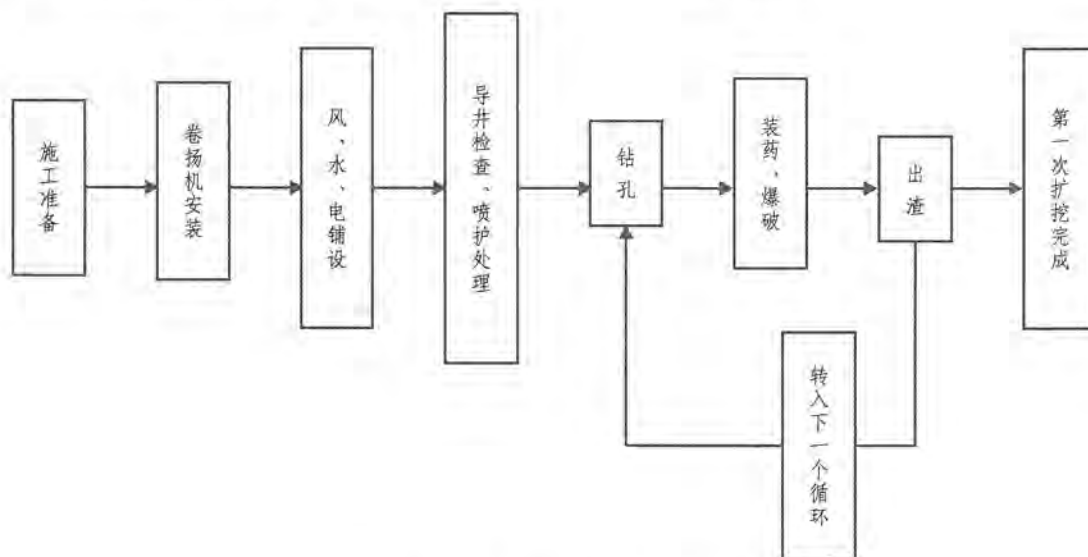 施工准备
卷扬机安装
风、水、电铺设
导井检查、喷护处理
钻孔
装药、爆破
出渣
第一次扩挖完成
转入下一个循环